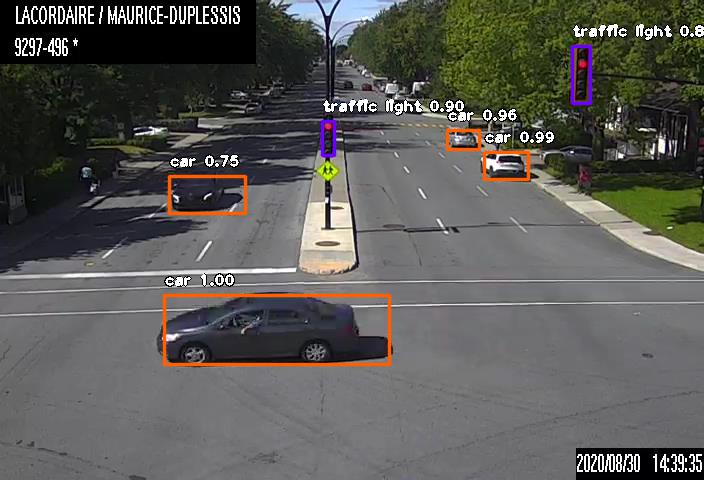 LACORDAIRE / MAURICE-DUPLESSIS
9297-496 *
traffic light 0.8
traffic light 0.90
car 0.96
car 0.99
car 0.75
car 1.00
2020/08/30 14:39:35